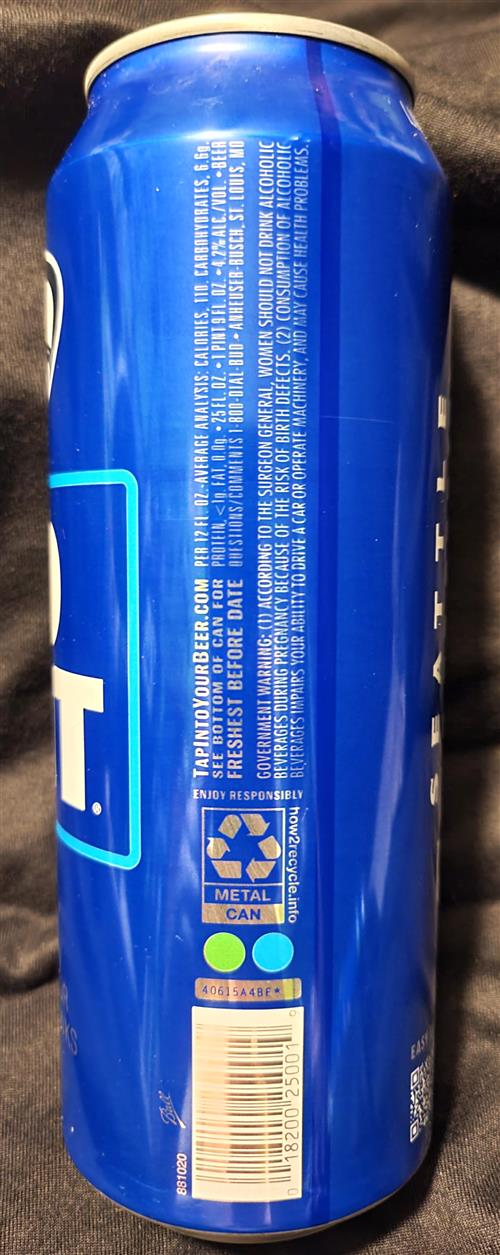 TAPINTOYOURBEER.COM PER 12 FL. OZ.-AVERAGE ANALYSIS: CALORIES, 110, CARBOHYDRATES, 6.6g,
SEE BOTTOM OF CAN FOR PROTEIN, <1g, FAT, 0.0g. • 25 FL. OZ. • 1 PINT 9 FL. OZ. • 4.2% ALC./VOL. • BEER
FRESHEST BEFORE DATE QUESTIONS/COMMENTS 1-800-DIAL-BUD • ANHEUSER-BUSCH, ST. LOUIS, MO
GOVERNMENT WARNING: (1) ACCORDING TO THE SURGEON GENERAL, WOMEN SHOULD NOT DRINK ALCOHOLIC
BEVERAGES DURING PREGNANCY BECAUSE OF THE RISK OF BIRTH DEFECTS. (2) CONSUMPTION OF ALCOHOLIC
BEVERAGES IMPAIRS YOUR ABILITY TO DRIVE A CAR OR OPERATE MACHINERY, AND MAY CAUSE HEALTH PROBLEMS.
T®
SEATTLE
ENJOY RESPONSIBLY
how2recycle.info
METAL
CAN
40615A4BF*
0 18200 25001 9
Ball
881020
EAS